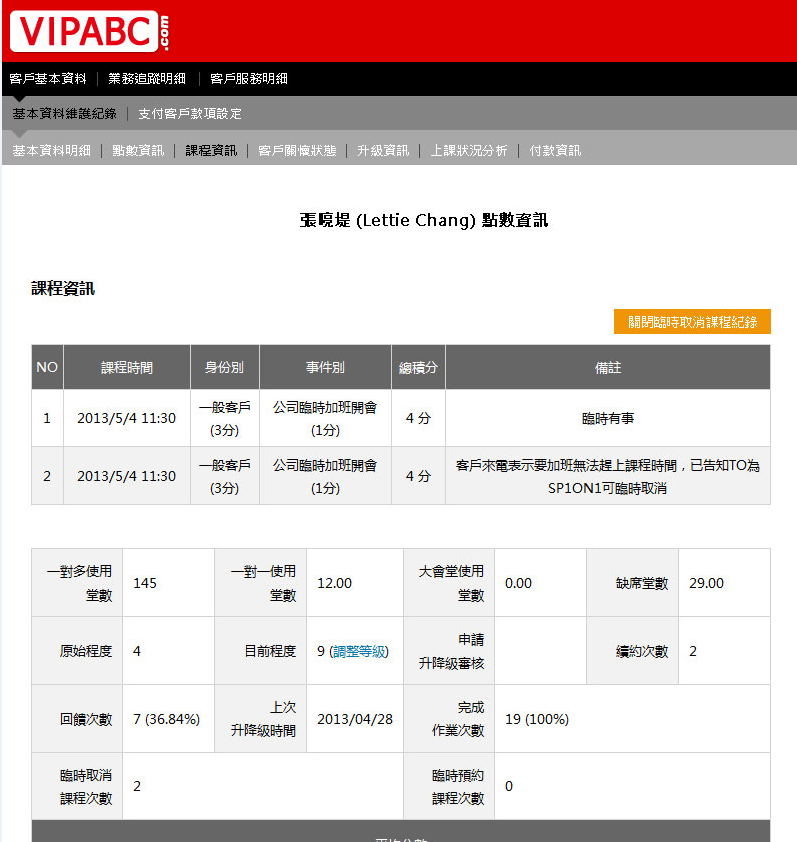 VIPABC.com
客戶基本資料 | 業務追蹤明細 | 客戶服務明細
基本資料維護紀錄 | 支付客戶款項設定
基本資料明細 | 點數資訊 | 課程資訊 | 客戶關懷狀態 | 升級資訊 | 上課狀況分析 | 付款資訊
張嘵堤 (Lettie Chang) 點數資訊
課程資訊
關閉臨時取消課程紀錄
NO 課程時間 身份別 事件別 總積分 備註
1 2013/5/4 11:30 一般客戶 (3分) 公司臨時加班開會 (1分) 4 分 臨時有事
2 2013/5/4 11:30 一般客戶 (3分) 公司臨時加班開會 (1分) 4 分 客戶來電表示要加班無法趕上課程時間，已告知TO為
SP1ON1可臨時取消
一對多使用堂數 145 一對一使用堂數 12.00 大會堂使用堂數 0.00 缺席堂數 29.00
原始程度 4 目前程度 9 (調整等級) 申請升降級審核 續約次數 2
回饋次數 7 (36.84%) 上次升降級時間 2013/04/28 完成作業次數 19 (100%)
臨時取消課程次數 2 臨時預約課程次數 0